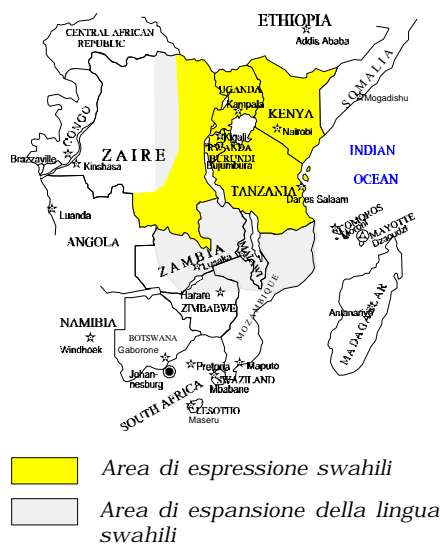 ETHIOPIA
Addis Ababa
CENTRAL AFRICAN
REPUBLIC
SOMALIA
Mogadishu
UGANDA
Kampala
KENYA
Nairobi
CONGO
ZAIRE
Brazzaville
Kinshasa
Kigali
RWANDA
BURUNDI
Bujumbura
INDIAN
OCEAN
TANZANIA
Dar es Salaam
Luanda
ANGOLA
COMOROS
Moroni
MAYOTTE
Dzaoudzi
ZAMBIA
Lusaka
MALAWI
Harare
ZIMBABWE
MOZAMBIQUE
Antananarivo
MADAGASCAR
NAMIBIA
Windhoek
BOTSWANA
Gaborone
Pretoria
Maputo
Johan-
nesburg
SWAZILAND
Mbabane
SOUTH AFRICA
LESOTHO
Maseru
Area di espressione swahili
Area di espansione della lingua
swahili